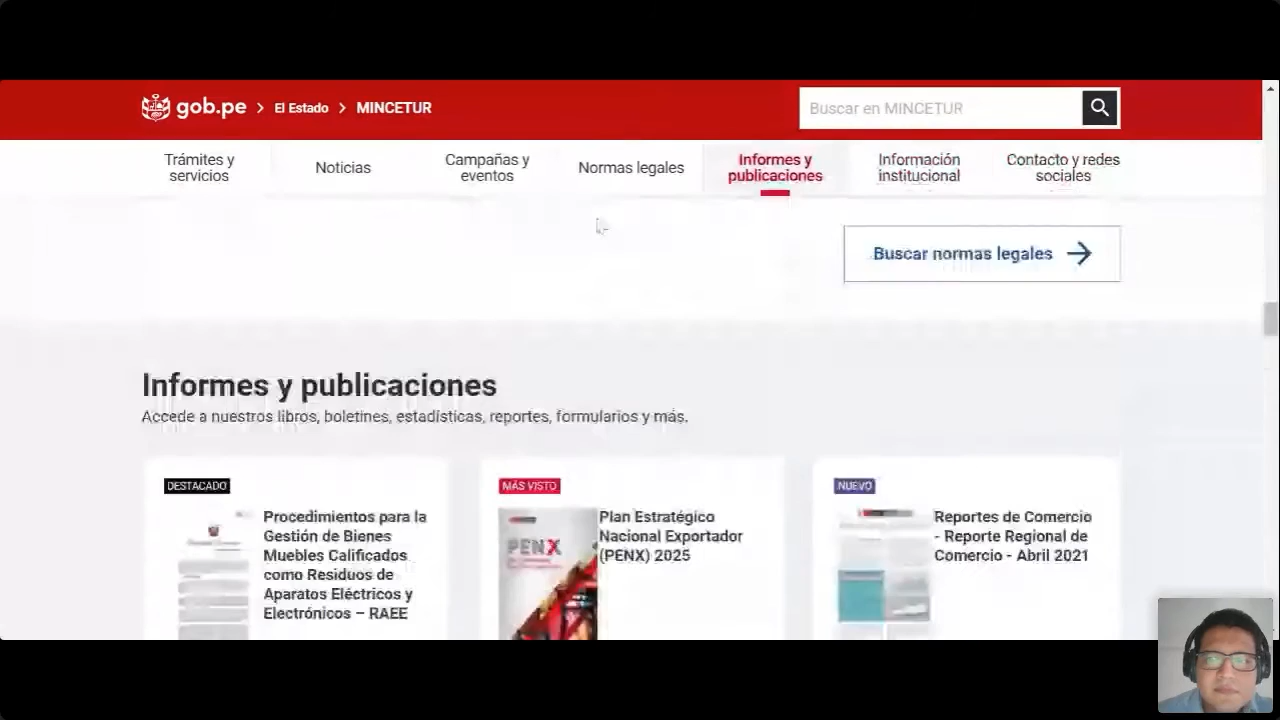 gob.pe > El Estado > MINCETUR
Buscar en MINCETUR
Trámites y
servicios
Noticias
Campañas y
eventos
Normas legales
Informes y
publicaciones
Información
institucional
Contacto y redes
sociales
Buscar normas legales
Informes y publicaciones
Accede a nuestros libros, boletines, estadísticas, reportes, formularios y más.
DESTACADO
Procedimientos para la
Gestión de Bienes
Muebles Calificados
como Residuos de
Aparatos Eléctricos y
Electrónicos – RAEE
MÁS VISTO
PENX
Plan Estratégico
Nacional Exportador
(PENX) 2025
NUEVO
Reportes de Comercio
- Reporte Regional de
Comercio - Abril 2021